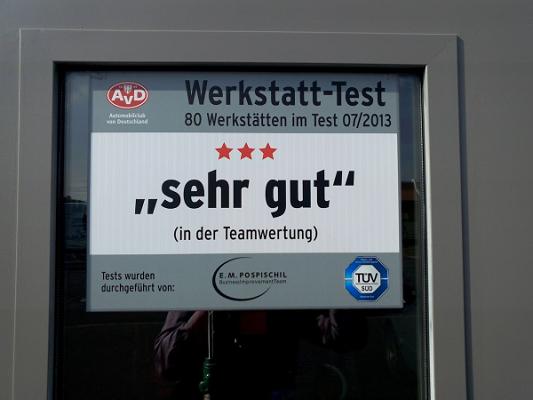 AvD
Automobilclub
von Deutschland
Werkstatt-Test
80 Werkstätten im Test 07/2013
„sehr gut“
(in der Teamwertung)
Tests wurden
durchgeführt von:
E.M. POSPISCHIL
BusinessImprovementTeam
TÜV
SÜD